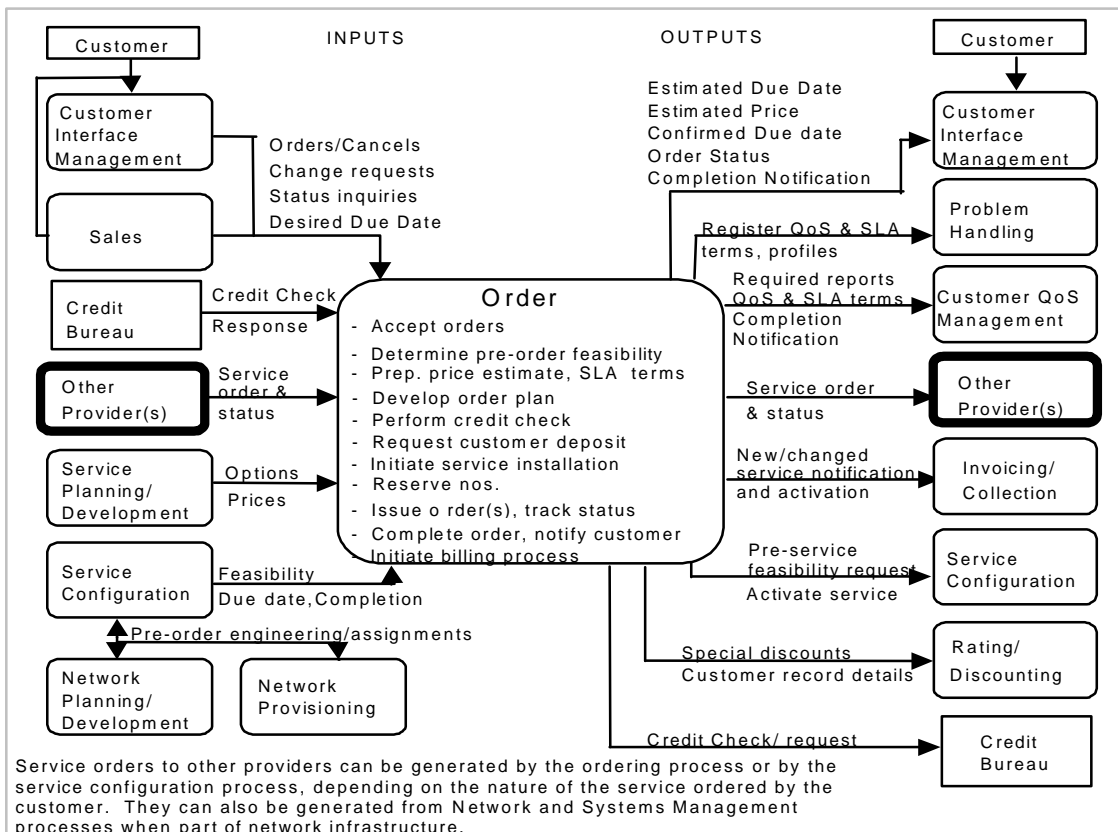 INPUTS
OUTPUTS
Customer
Customer
Interface
Management
Sales
Orders/Cancels
Change requests
Status inquiries
Desired Due Date
Credit
Bureau
Credit Check
Response
Other
Provider(s)
Service
order &
status
Service
Planning/
Development
Options
Prices
Service
Configuration
Feasibility
Due date,Completion
Pre-order engineering/assignments
Network
Planning/
Development
Network
Provisioning
Order
- Accept orders
- Determine pre-order feasibility
- Prep. price estimate, SLA terms
- Develop order plan
- Perform credit check
- Request customer deposit
- Initiate service installation
- Reserve nos.
- Issue o rder(s), track status
- Complete order, notify customer
- Initiate billing process
Customer
Estimated Due Date
Estimated Price
Confirmed Due date
Order Status
Completion Notification
Customer
Interface
Management
Register QoS & SLA
terms, profiles
Problem
Handling
Required reports
QoS & SLA terms
Completion
Notification
Customer QoS
Management
Service order
& status
Other
Provider(s)
New/changed
service notification
and activation
Invoicing/
Collection
Pre-service
feasibility request
Activate service
Service
Configuration
Special discounts
Customer record details
Rating/
Discounting
Credit Check/ request
Credit
Bureau
Service orders to other providers can be generated by the ordering process or by the
service configuration process, depending on the nature of the service ordered by the
customer. They can also be generated from Network and Systems Management
processes when part of network infrastructure.